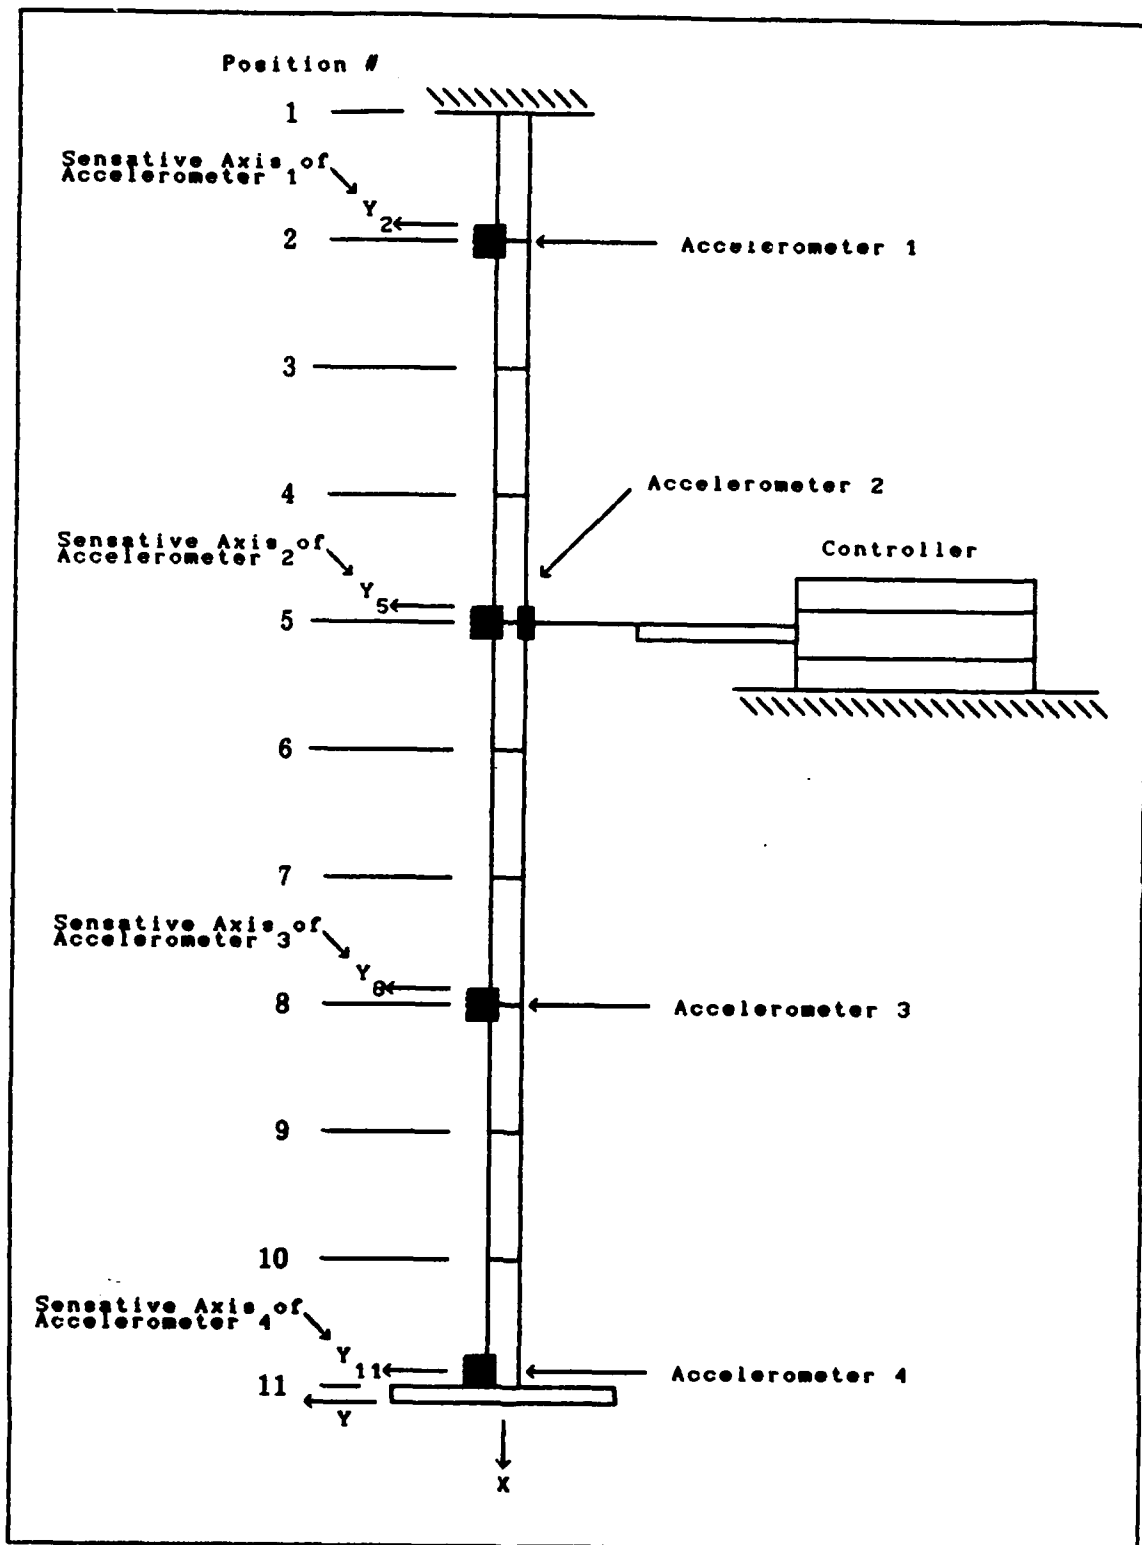 Position #
1
Sensative Axis of
Accelerometer 1
Y2
2
Accelerometer 1
3
4
Accelerometer 2
Sensative Axis of
Accelerometer 2
Controller
Y5
5
6
7
Sensative Axis of
Accelerometer 3
Y8
8
Accelerometer 3
9
10
Sensative Axis of
Accelerometer 4
Y11
Accelerometer 4
11
Y
X